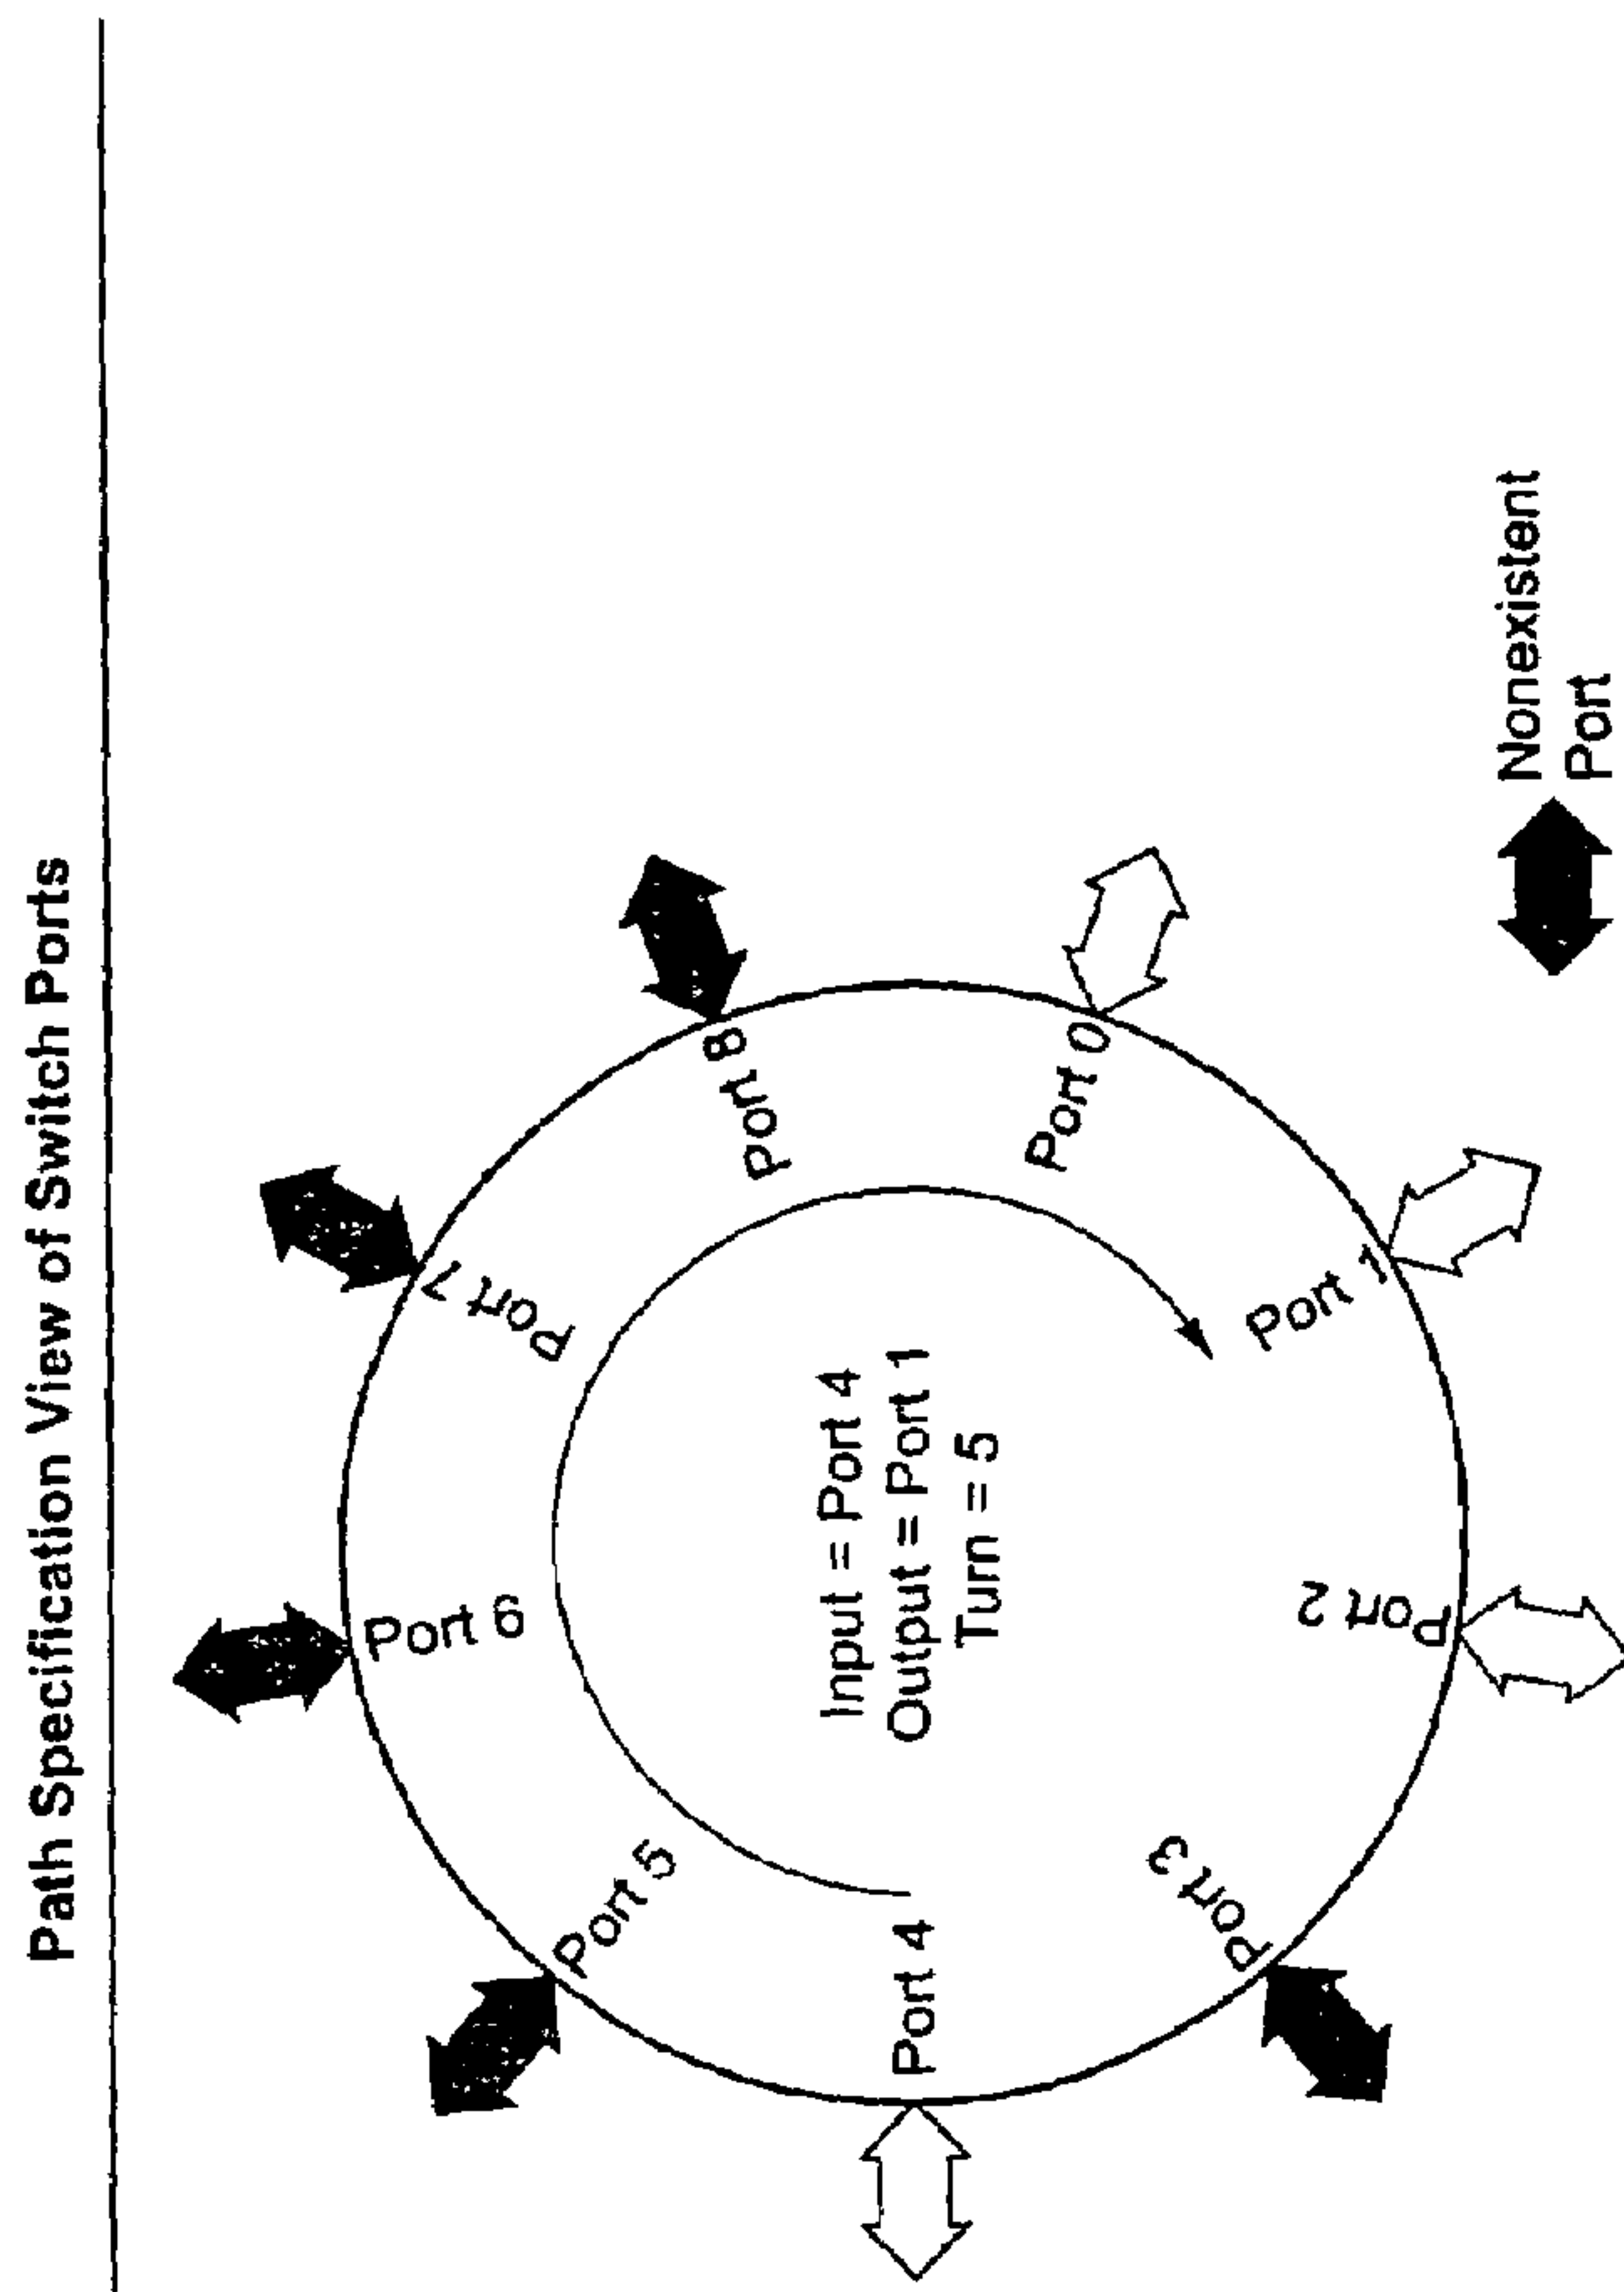 Path Specification View of Switch Ports
Port 4
Port 5
Port 6
Port 7
Port 8
Port 0
Port 1
Port 2
Port 3
Input = Port 4
Output = Port 1
Turn = 5
Nonexistent
Port